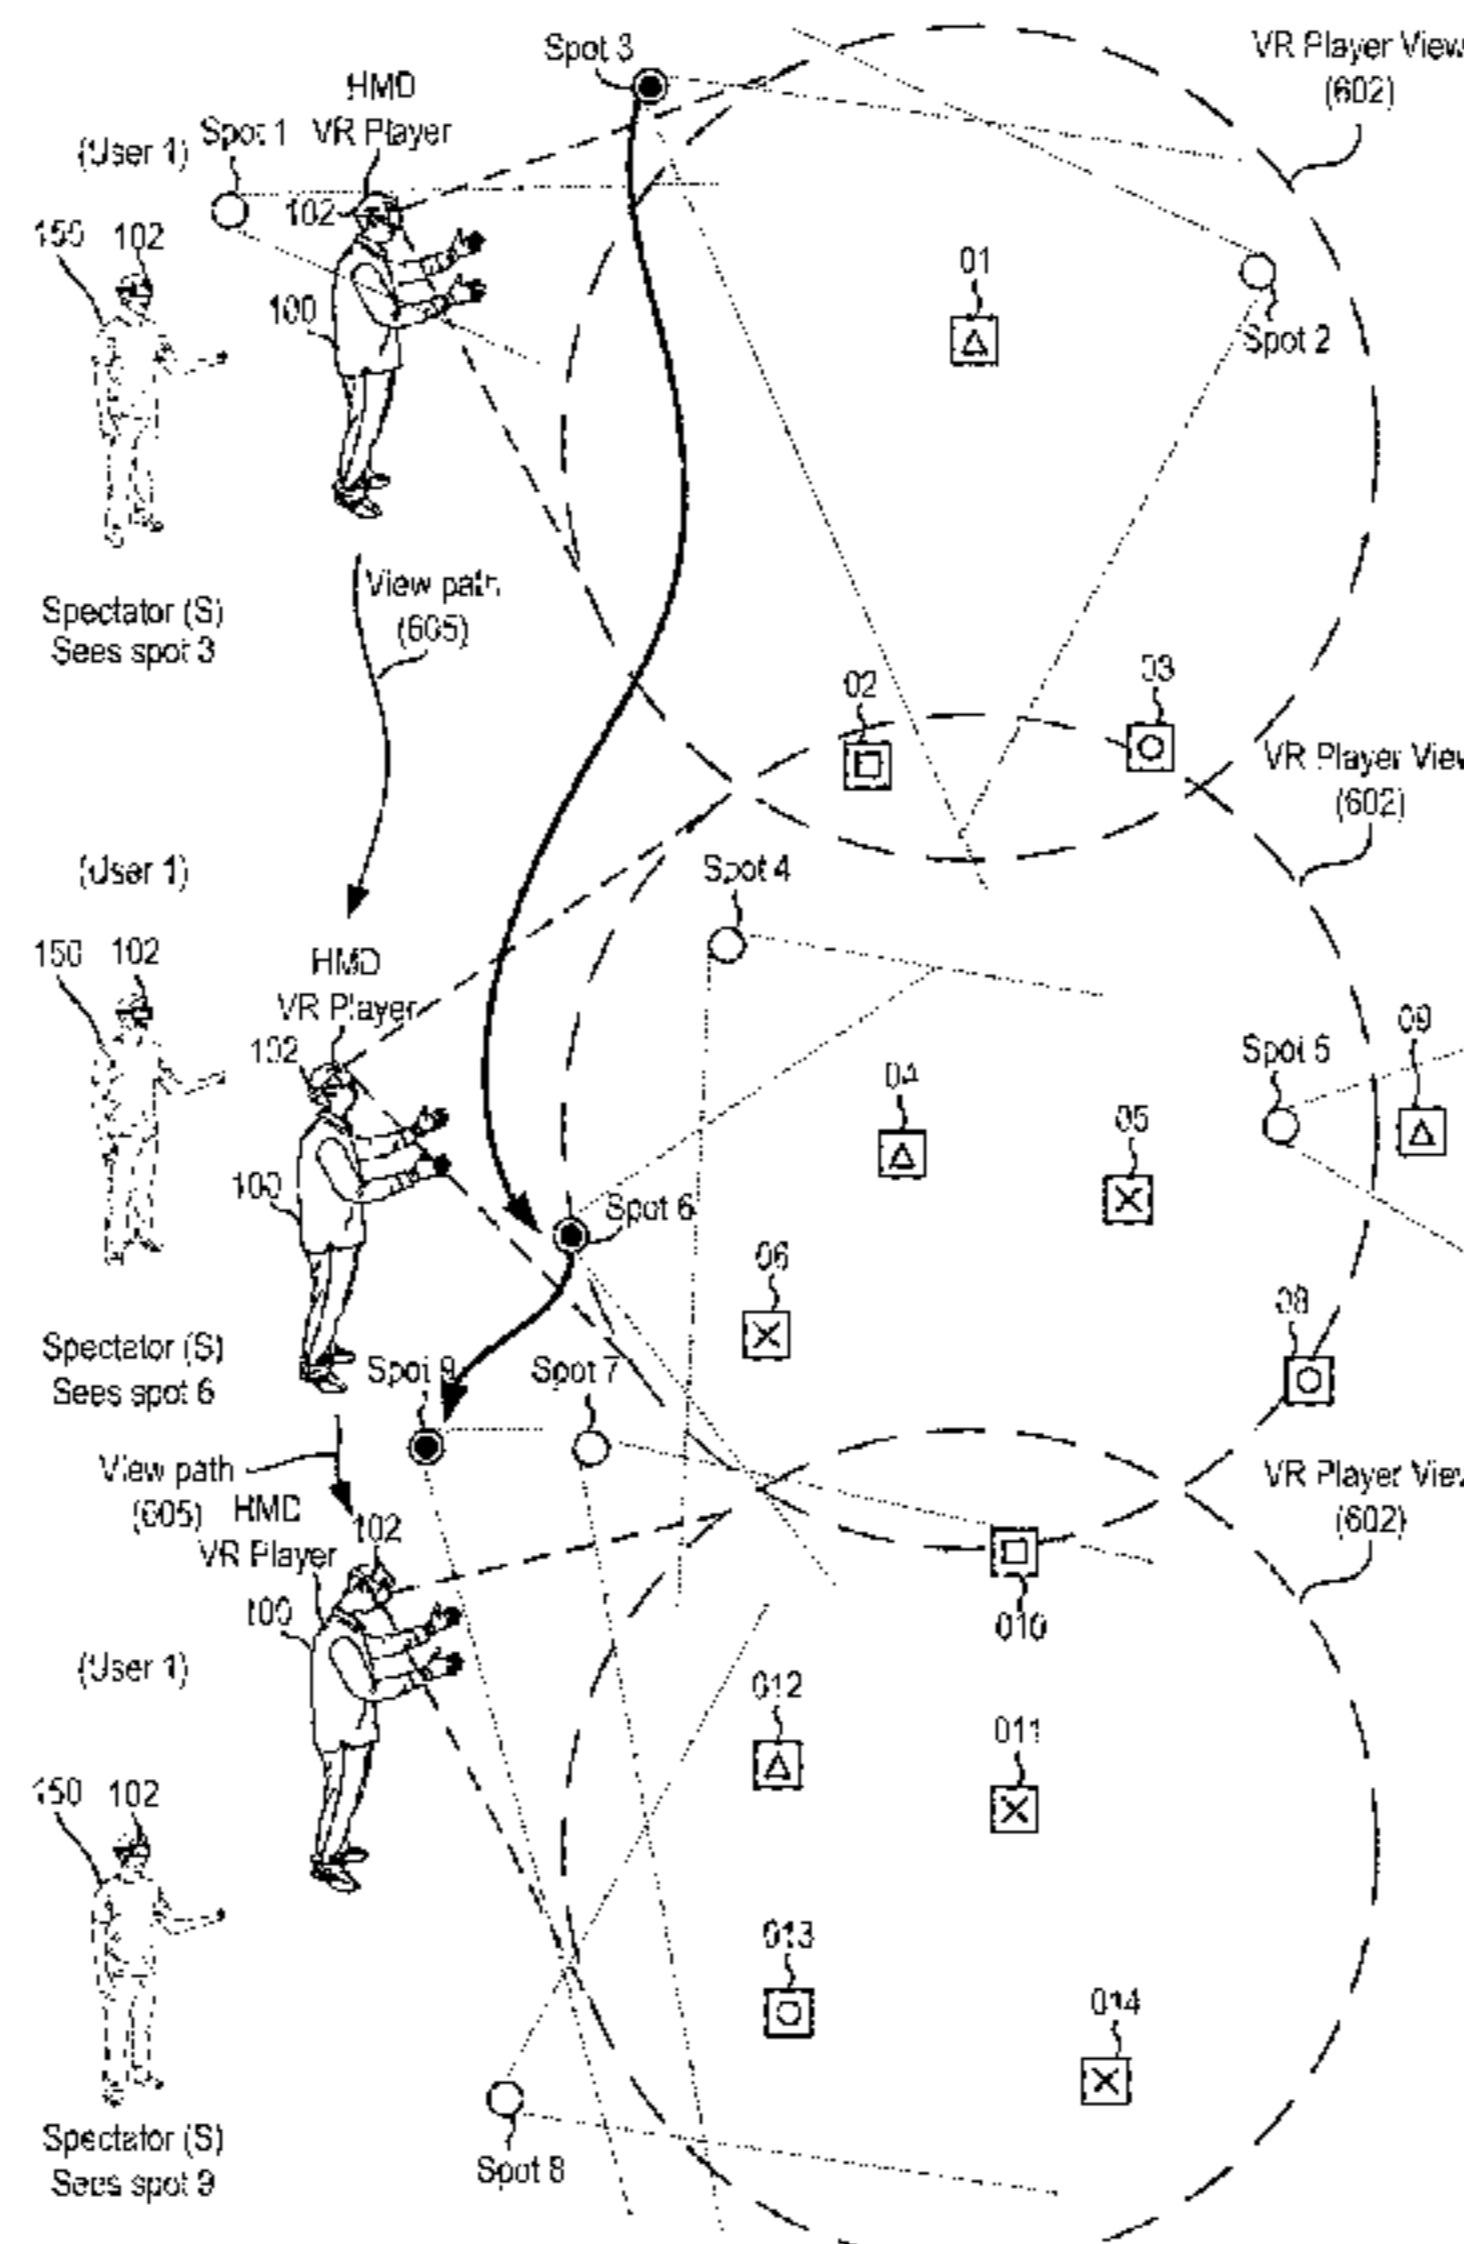 Spot 3
VR Player View
(602)
HMD
VR Player
(User 1)
Spot 1
102
150
102
100
01
Spot 2
View path
(605)
Spectator (S)
Sees spot 3
02
03
VR Player View
(602)
(User 1)
Spot 4
150
102
HMD
VR Player
102
04
05
Spot 5
09
100
Spot 6
06
08
Spectator (S)
Sees spot 6
Spot 9
Spot 7
View path
(605)
HMD
VR Player
102
VR Player View
(602)
100
010
(User 1)
012
011
150
102
013
014
Spectator (S)
Sees spot 9
Spot 8